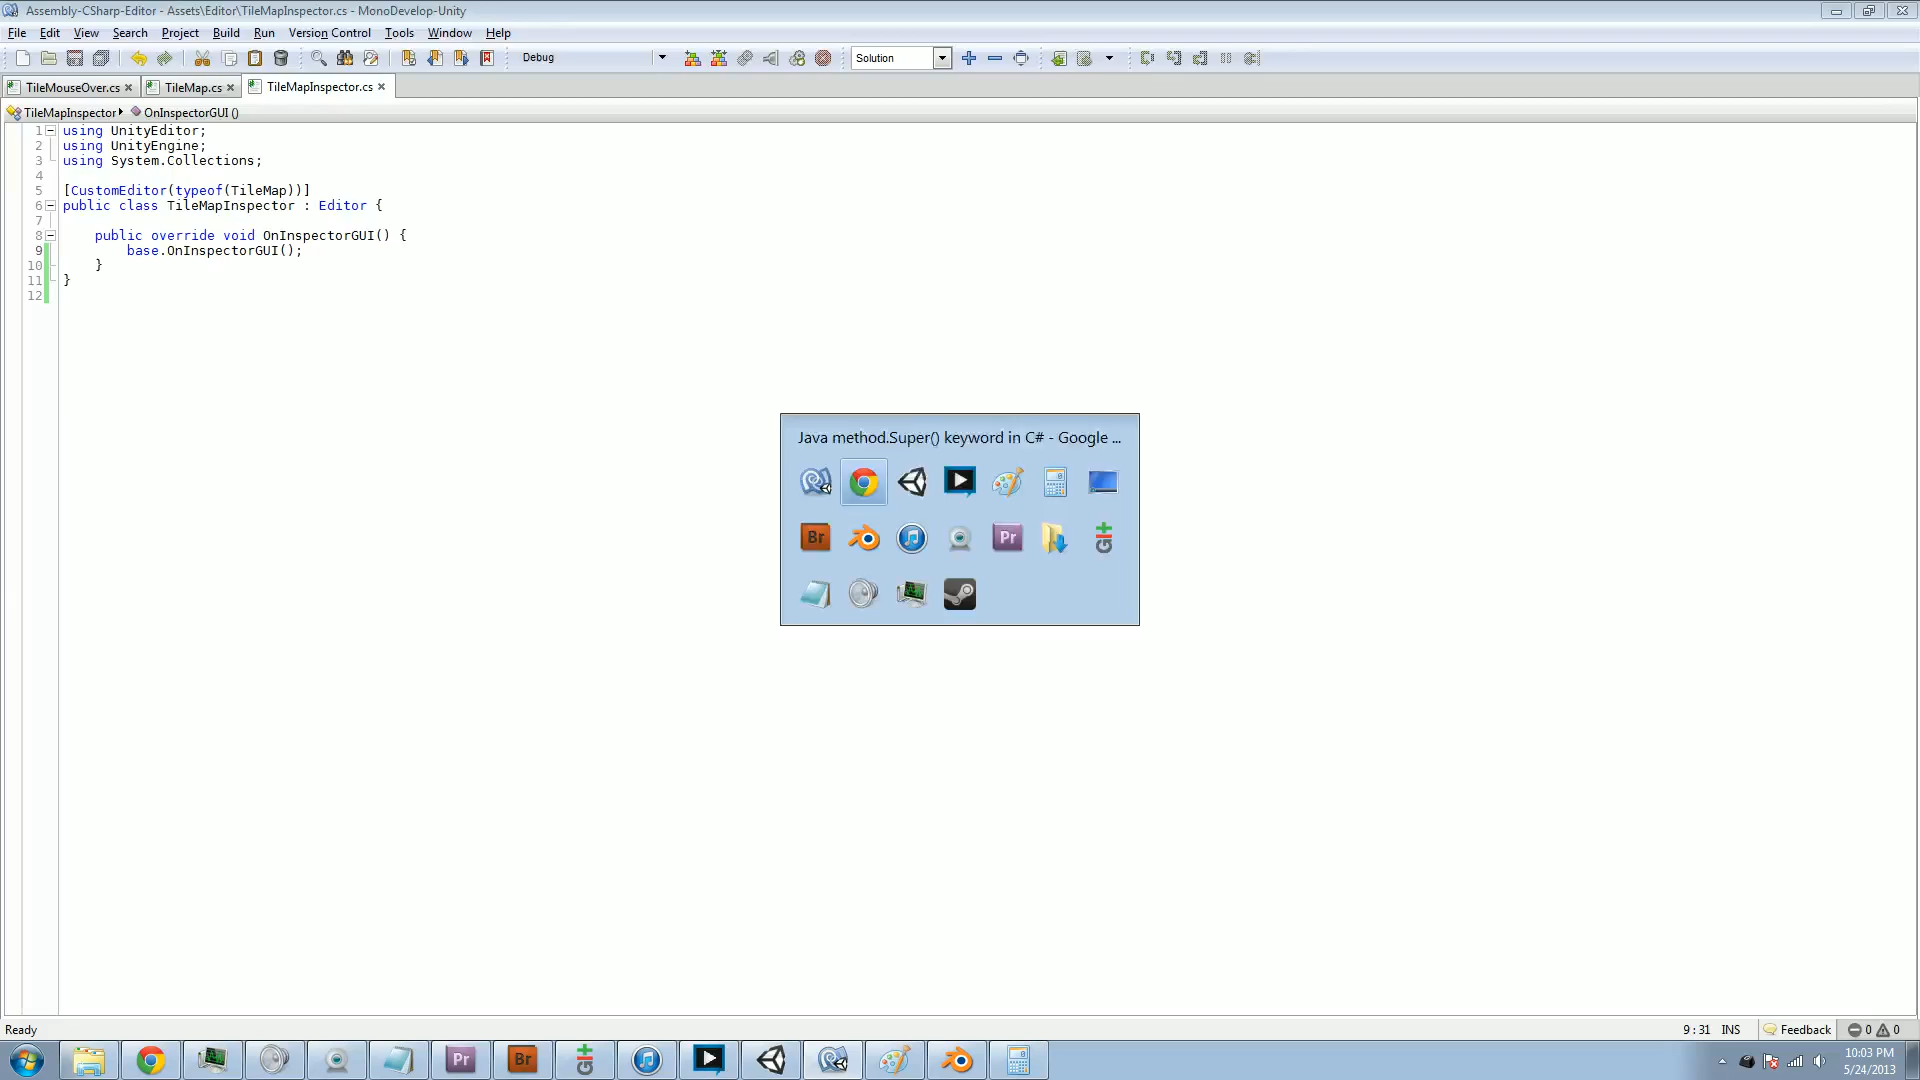 Assembly-CSharp-Editor - Assets\Editor\TileMapInspector.cs - MonoDevelop-Unity
File Edit View Search Project Build Run Version Control Tools Window Help
Debug Solution
TileMouseOver.cs TileMap.cs TileMapInspector.cs
TileMapInspector OnInspectorGUI ()
1 using UnityEditor;
2 using UnityEngine;
3 using System.Collections;
4
5 [CustomEditor(typeof(TileMap))]
6 public class TileMapInspector : Editor {
7
8 public override void OnInspectorGUI() {
9 base.OnInspectorGUI();
10 }
11 }
12
Java method.Super() keyword in C# - Google ...
Br Pr git
Ready 9 : 31 INS Feedback 0 0
Pr Br git
10:03 PM
5/24/2013